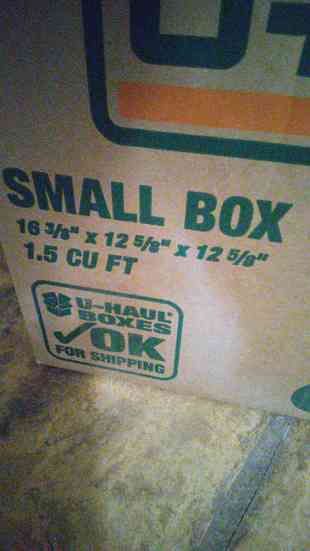 SMALL BOX
16 3/8" x 12 5/8" x 12 5/8"
1.5 CU FT
U-HAUL
BOXES
✓OK
FOR SHIPPING